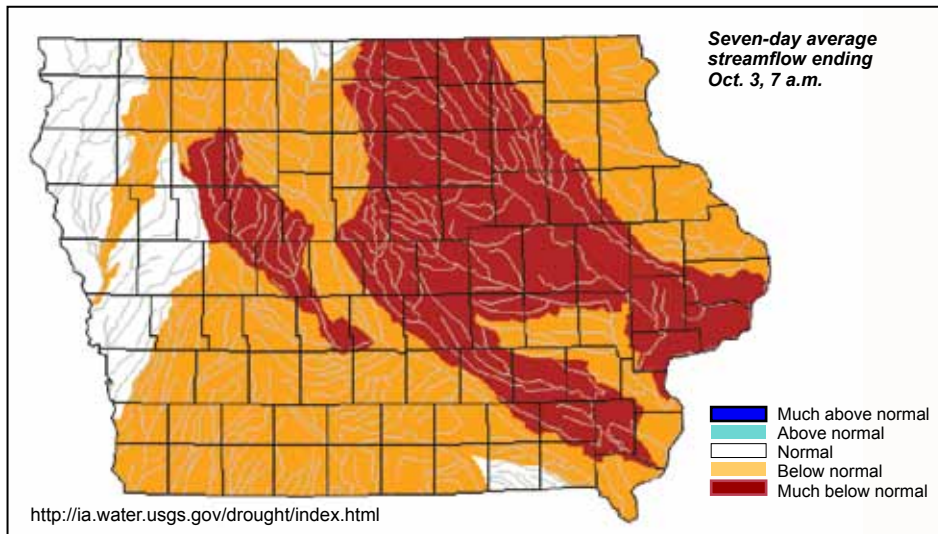 Seven-day average
streamflow ending
Oct. 3, 7 a.m.
Much above normal
Above normal
Normal
Below normal
Much below normal
http://ia.water.usgs.gov/drought/index.html